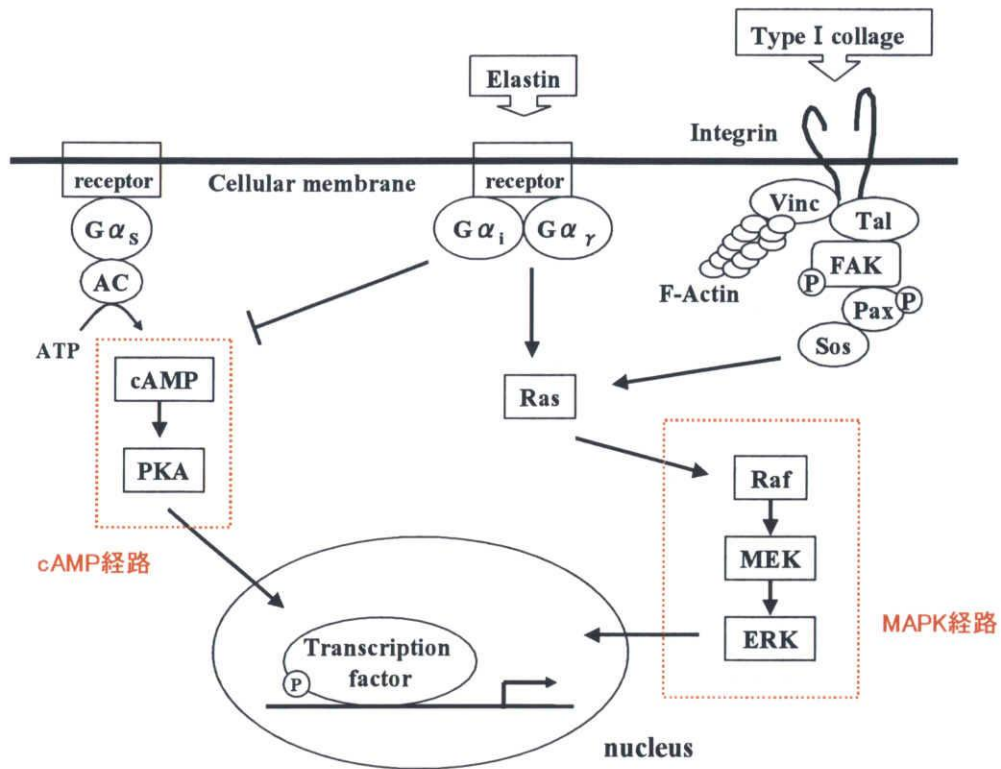 Type I collage
Elastin
Integrin
receptor
Cellular membrane
receptor
Vinc
Gαs
Gαi
Gαγ
Tal
AC
FAK
P
F-Actin
Pax
P
ATP
Sos
cAMP
Ras
PKA
Raf
cAMP経路
MEK
MAPK経路
ERK
Transcription
factor
P
nucleus